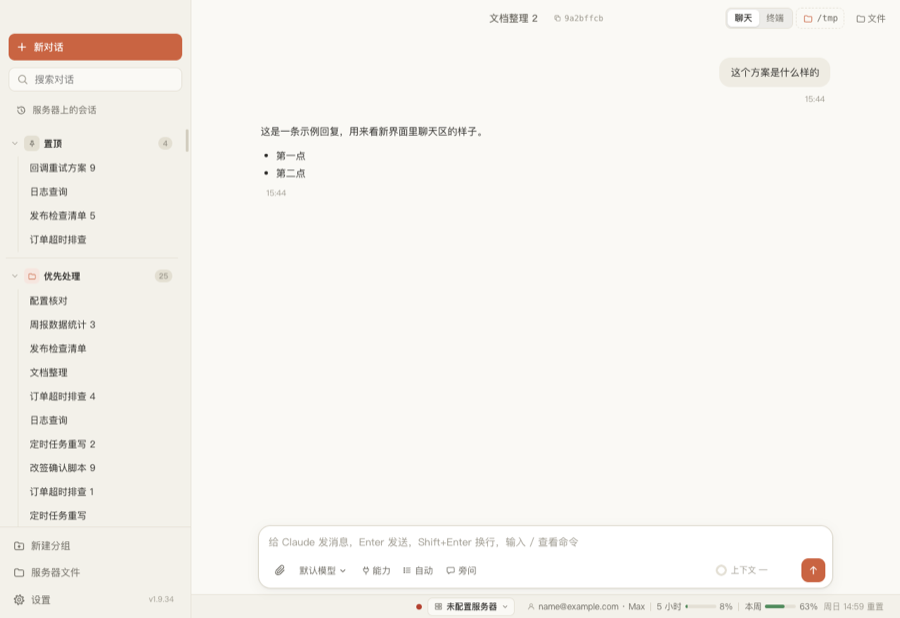 文档整理 2 9a2bffcb
聊天 终端 /tmp 文件
新对话
搜索对话
服务器上的会话
置顶 4
回调重试方案 9
日志查询
发布检查清单 5
订单超时排查
优先处理 25
配置核对
周报数据统计 3
发布检查清单
文档整理
订单超时排查 4
日志查询
定时任务重写 2
改签确认脚本 9
订单超时排查 1
定时任务重写
新建分组
服务器文件
设置 v1.9.34
这个方案是什么样的
15:44
这是一条示例回复，用来看新界面里聊天区的样子。
• 第一点
• 第二点
15:44
给 Claude 发消息，Enter 发送，Shift+Enter 换行，输入 / 查看命令
默认模型 能力 自动 旁问 上下文 —
未配置服务器 name@example.com · Max 5 小时 8% 本周 63% 周日 14:59 重置